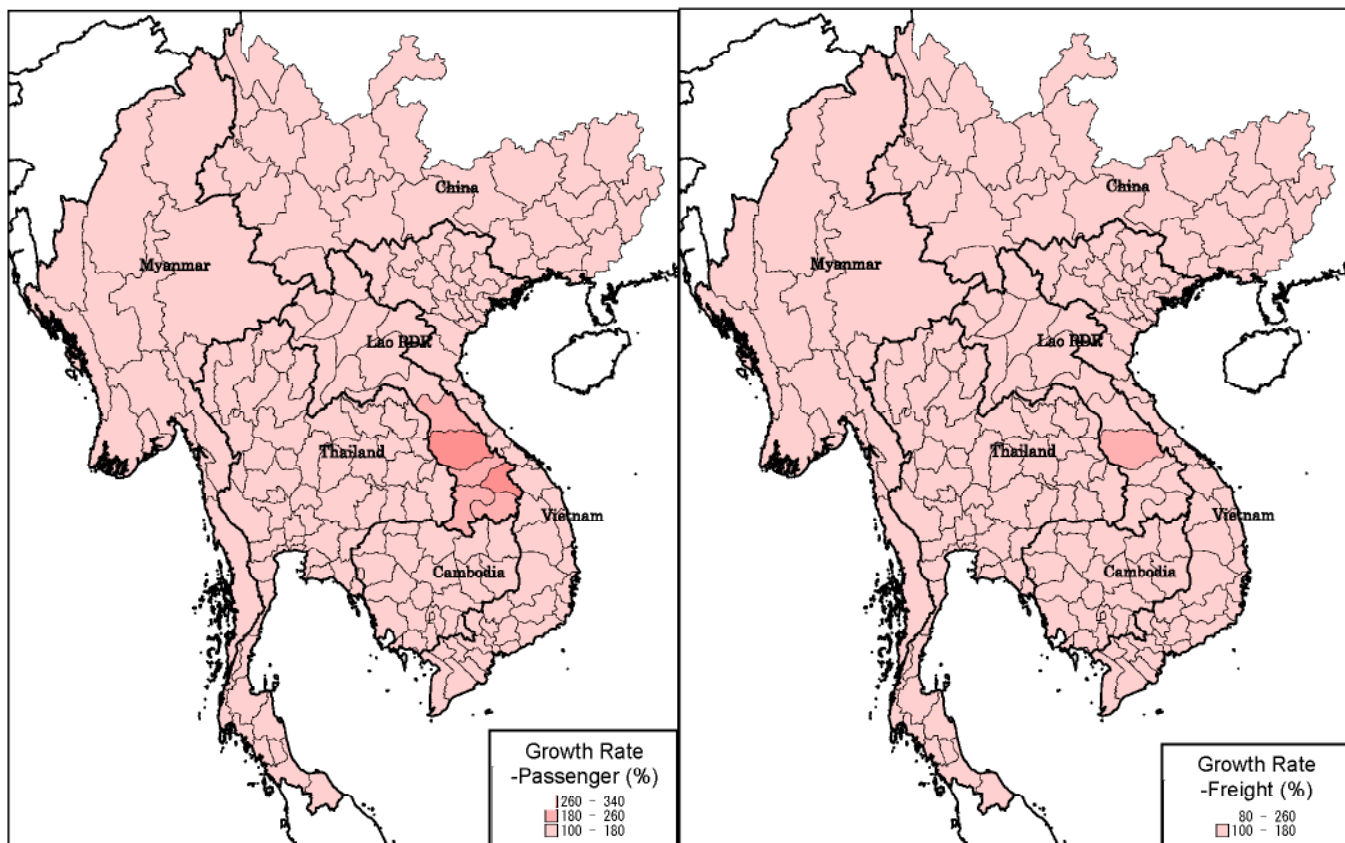 China
Myanmar
Lao PDR
Thailand
Vietnam
Cambodia
Growth Rate
-Passenger (%)
260 - 340
180 - 260
100 - 180
China
Myanmar
Lao PDR
Thailand
Vietnam
Cambodia
Growth Rate
-Freight (%)
80 - 260
100 - 180